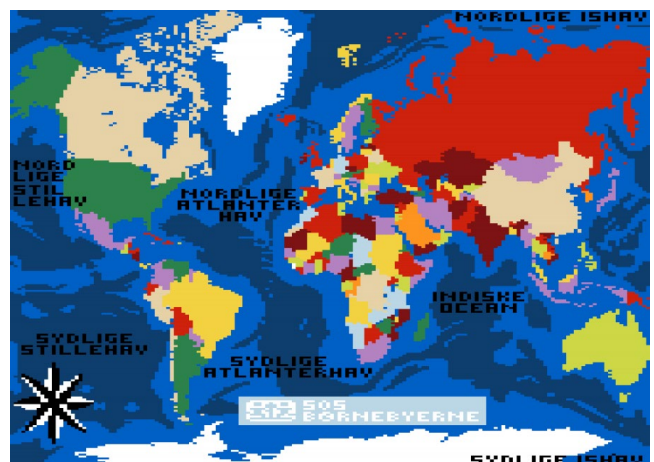 NORDLIGE ISHAV
NORD
LIGE
STIL
LEHAV
NORDLIGE
ATLANTER
HAV
INDISKE
OCEAN
SYDLIGE
STILLEHAV
SYDLIGE
ATLANTERHAV
SOS
BØRNEBYERNE
SYDLIGE ISHAV